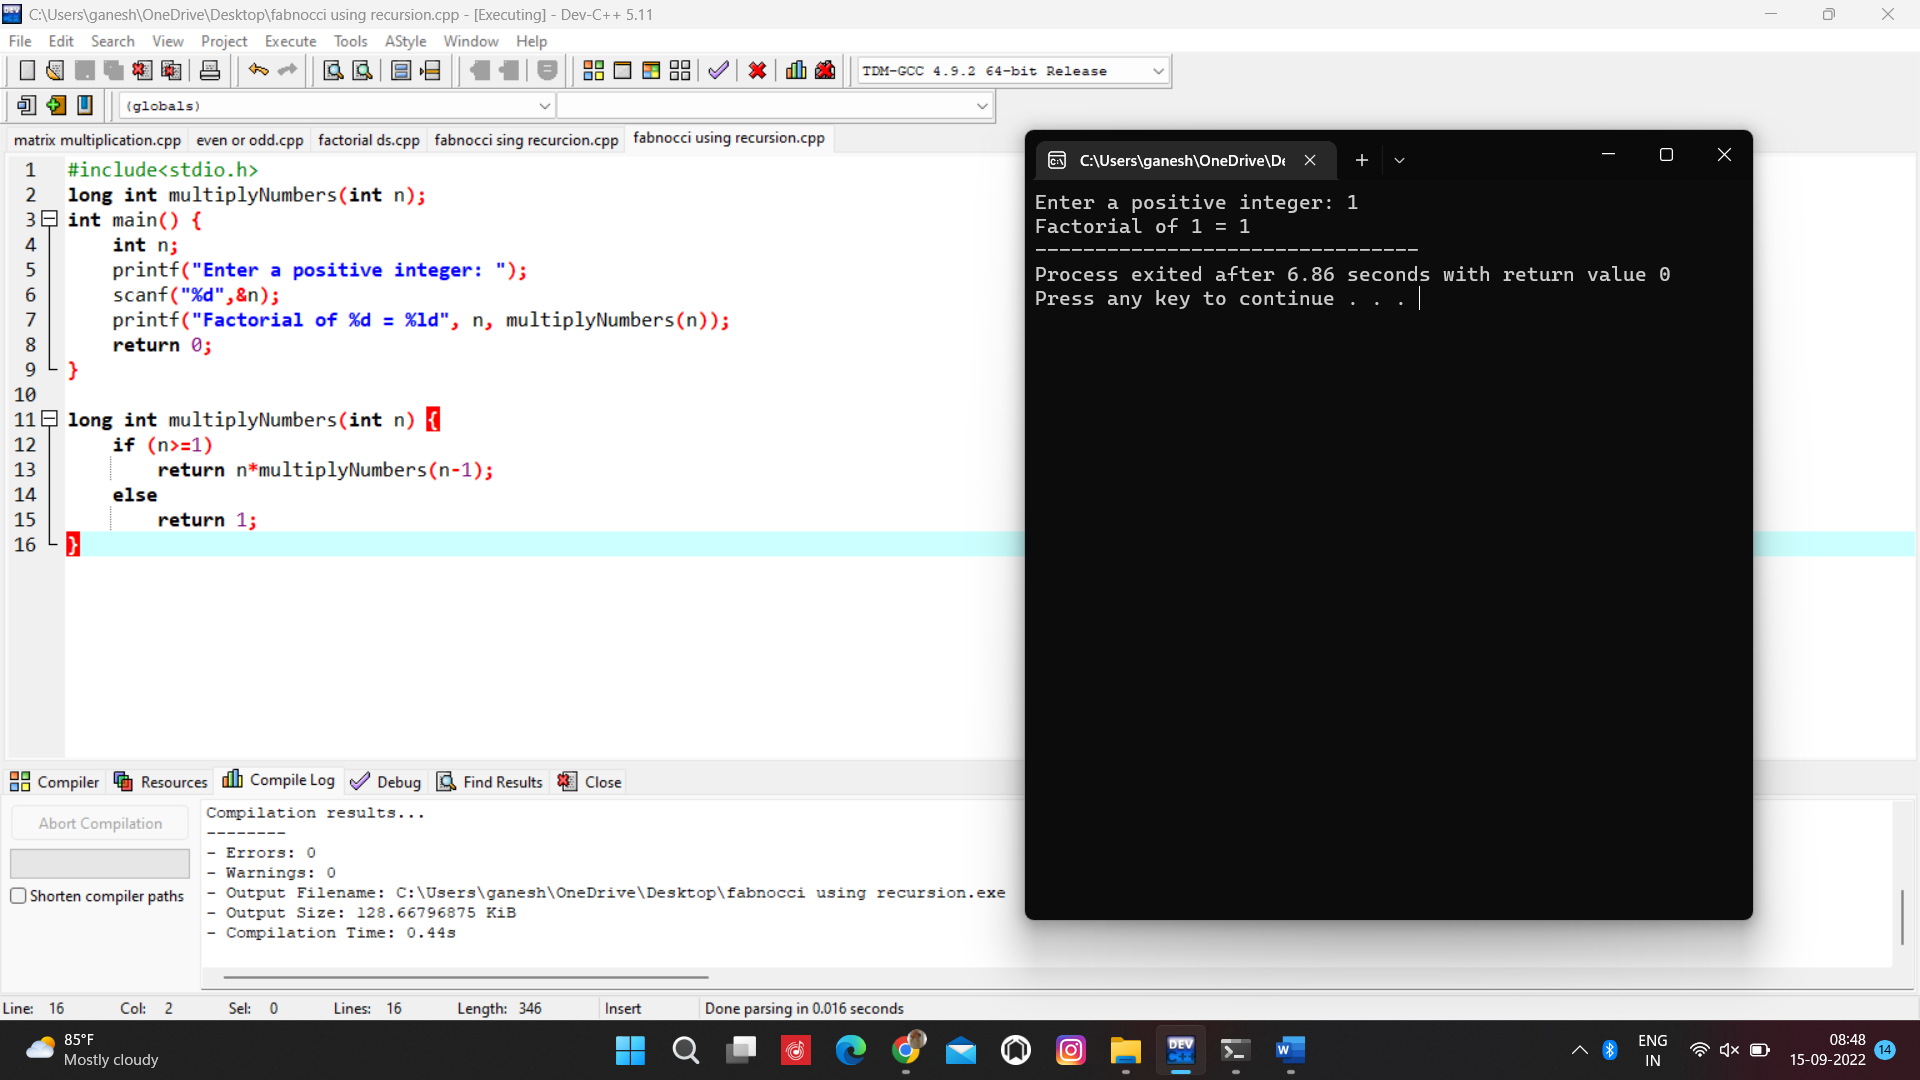 C:\Users\ganesh\OneDrive\Desktop\fabnocci using recursion.cpp - [Executing] - Dev-C++ 5.11
File Edit Search View Project Execute Tools AStyle Window Help
TDM-GCC 4.9.2 64-bit Release
(globals)
matrix multiplication.cpp even or odd.cpp factorial ds.cpp fabnocci sing recurcion.cpp fabnocci using recursion.cpp
1 #include<stdio.h>
2 long int multiplyNumbers(int n);
3 int main() {
4 int n;
5 printf("Enter a positive integer: ");
6 scanf("%d",&n);
7 printf("Factorial of %d = %ld", n, multiplyNumbers(n));
8 return 0;
9 }
10
11 long int multiplyNumbers(int n) {
12 if (n>=1)
13 return n*multiplyNumbers(n-1);
14 else
15 return 1;
16 }
C:\Users\ganesh\OneDrive\De
Enter a positive integer: 1
Factorial of 1 = 1
--------------------------------
Process exited after 6.86 seconds with return value 0
Press any key to continue . . .
Compiler Resources Compile Log Debug Find Results Close
Abort Compilation
Shorten compiler paths
Compilation results...
--------
- Errors: 0
- Warnings: 0
- Output Filename: C:\Users\ganesh\OneDrive\Desktop\fabnocci using recursion.exe
- Output Size: 128.66796875 KiB
- Compilation Time: 0.44s
Line: 16 Col: 2 Sel: 0 Lines: 16 Length: 346 Insert Done parsing in 0.016 seconds
85°F
Mostly cloudy
DEV
C++
W
ENG
IN
08:48
15-09-2022
14